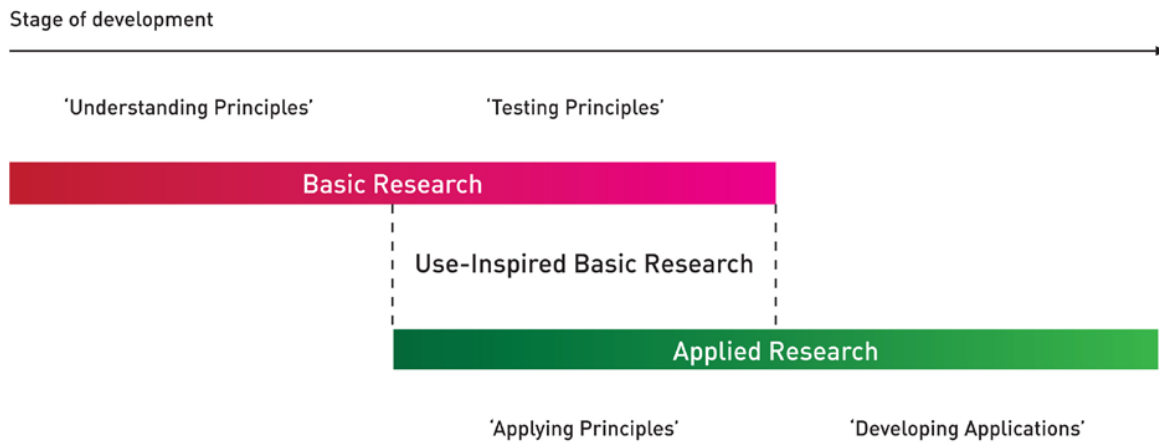 Stage of development
‘Understanding Principles’
‘Testing Principles’
Basic Research
Use-Inspired Basic Research
Applied Research
‘Applying Principles’
‘Developing Applications’